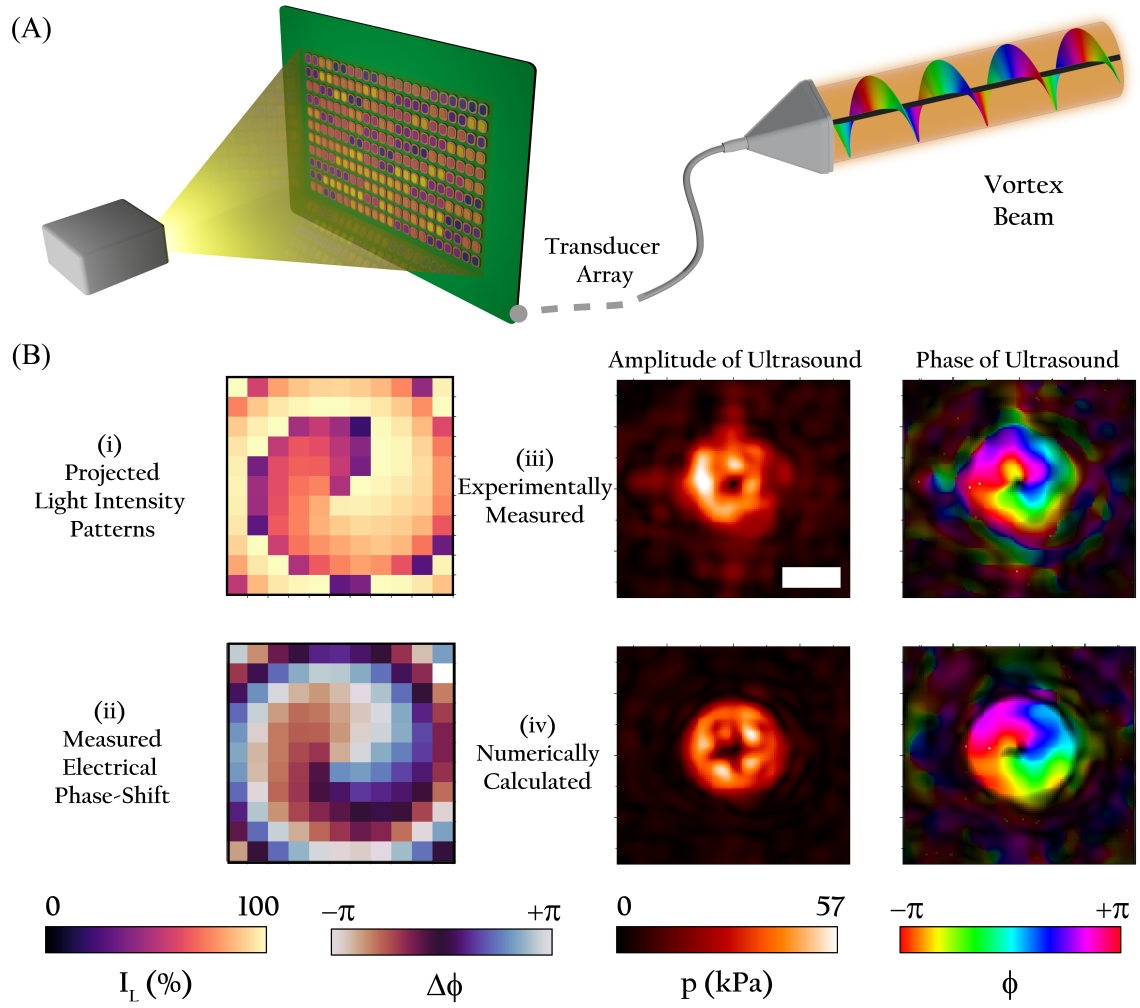 (A)
Transducer
Array
Vortex
Beam
(B)
Amplitude of Ultrasound
Phase of Ultrasound
(i)
Projected
Light Intensity
Patterns
(iii)
Experimentally
Measured
(ii)
Measured
Electrical
Phase-Shift
(iv)
Numerically
Calculated
0 100
I_L (%)
−π +π
Δϕ
0 57
p (kPa)
−π +π
ϕ